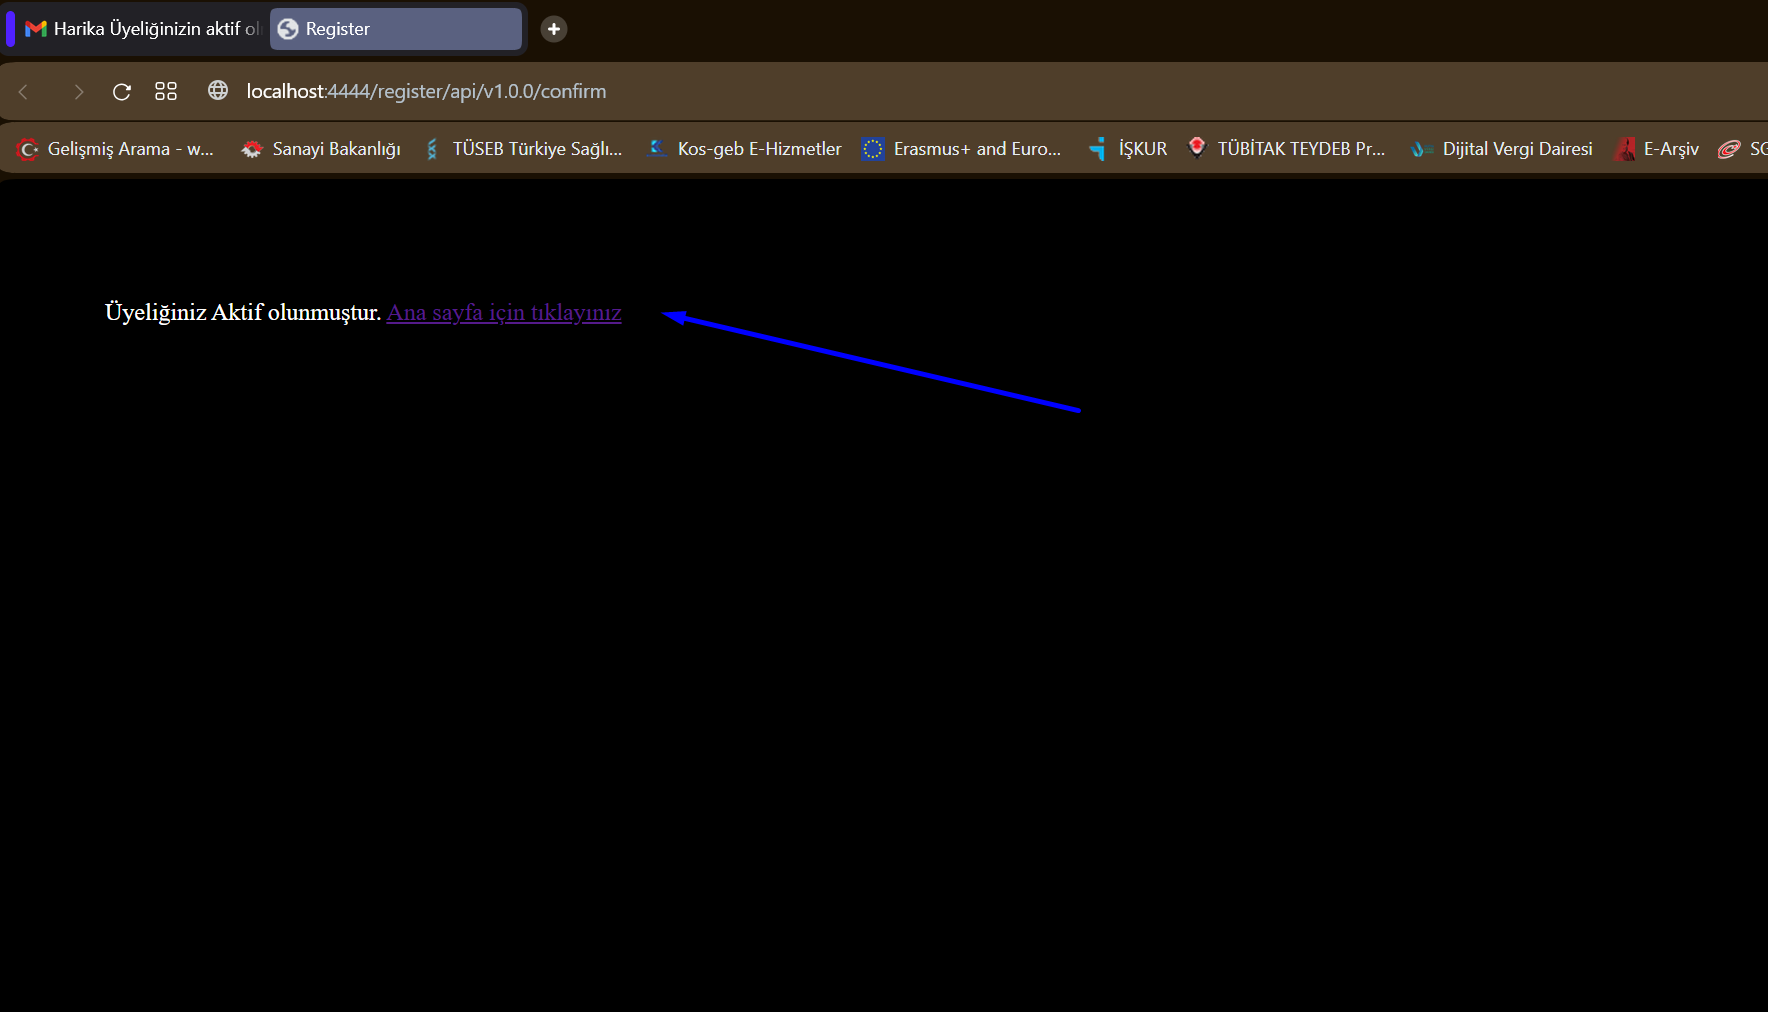 Harika Üyeliğinizin aktif ol
Register
localhost:4444/register/api/v1.0.0/confirm
Gelişmiş Arama - w... Sanayi Bakanlığı TÜSEB Türkiye Sağlı... Kos-geb E-Hizmetler Erasmus+ and Euro... İŞKUR TÜBİTAK TEYDEB Pr... Dijital Vergi Dairesi E-Arşiv SG
Üyeliğiniz Aktif olunmuştur. Ana sayfa için tıklayınız